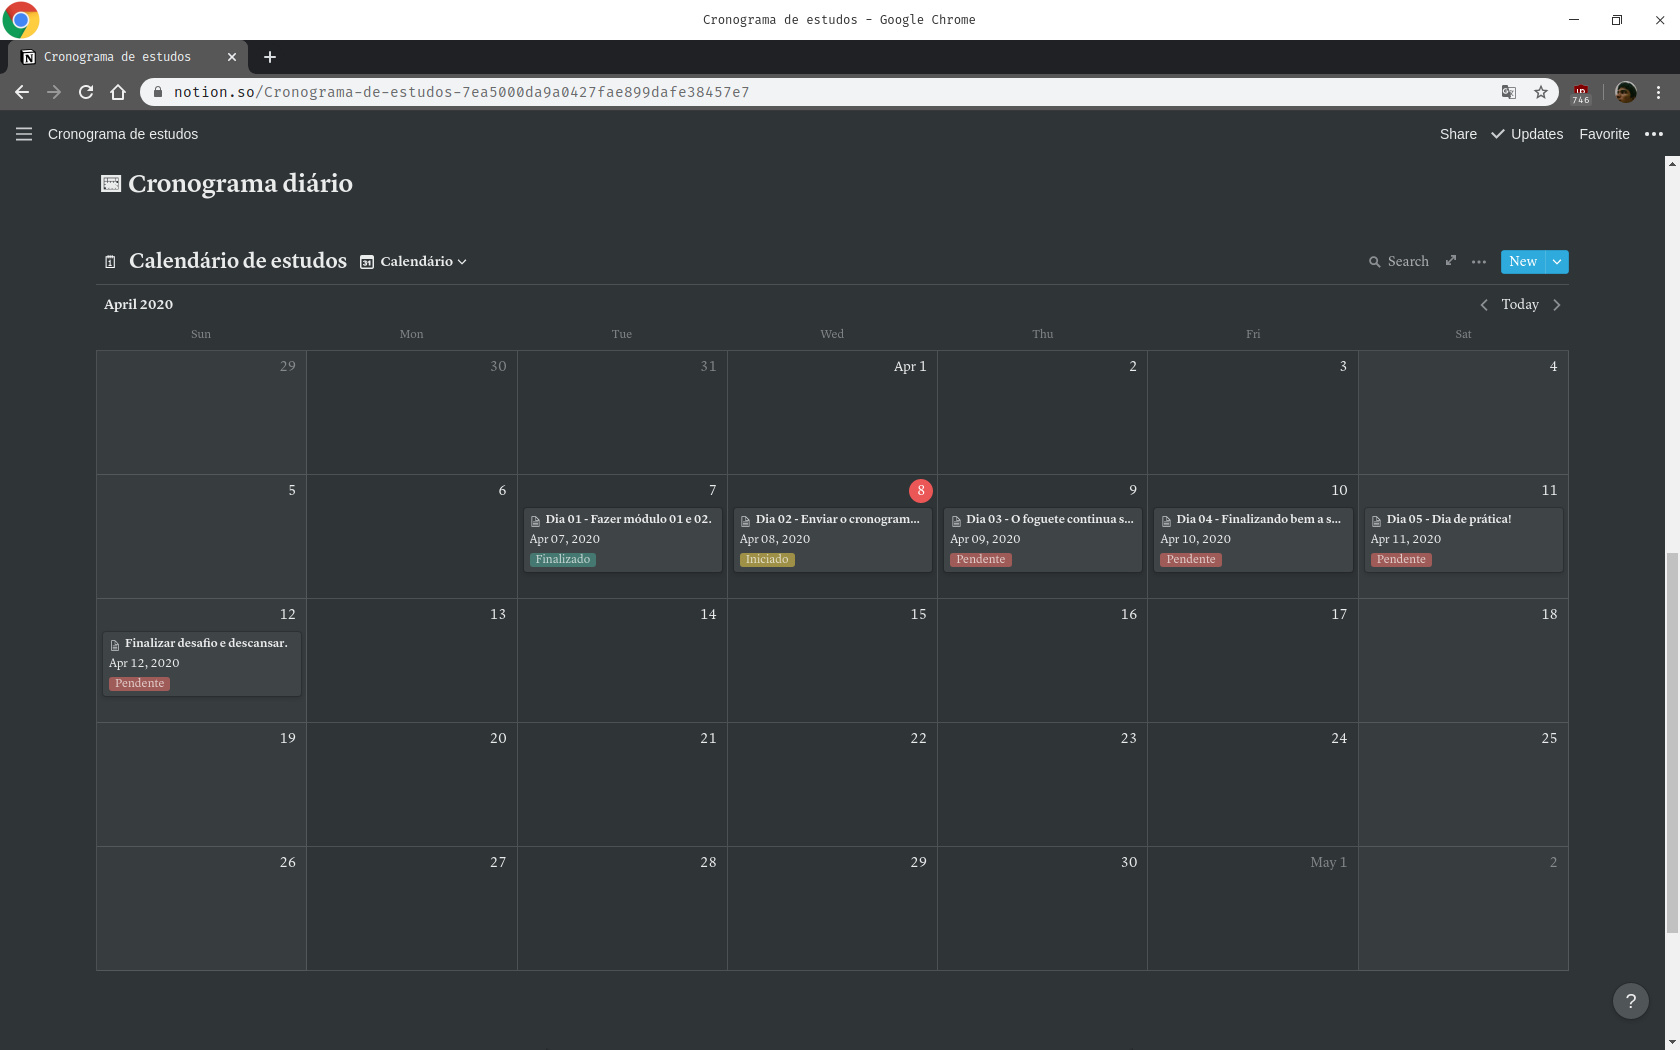 Cronograma de estudos - Google Chrome
Cronograma de estudos
notion.so/Cronograma-de-estudos-7ea5000da9a0427fae899dafe38457e7
746
Cronograma de estudos
Share Updates Favorite
Cronograma diário
Calendário de estudos Calendário
Search New
April 2020 Today
Sun Mon Tue Wed Thu Fri Sat
29 30 31 Apr 1 2 3 4
5 6 7 8 9 10 11
Dia 01 - Fazer módulo 01 e 02.
Apr 07, 2020
Finalizado
Dia 02 - Enviar o cronogram...
Apr 08, 2020
Iniciado
Dia 03 - O foguete continua s...
Apr 09, 2020
Pendente
Dia 04 - Finalizando bem a s...
Apr 10, 2020
Pendente
Dia 05 - Dia de prática!
Apr 11, 2020
Pendente
12 13 14 15 16 17 18
Finalizar desafio e descansar.
Apr 12, 2020
Pendente
19 20 21 22 23 24 25
26 27 28 29 30 May 1 2
?